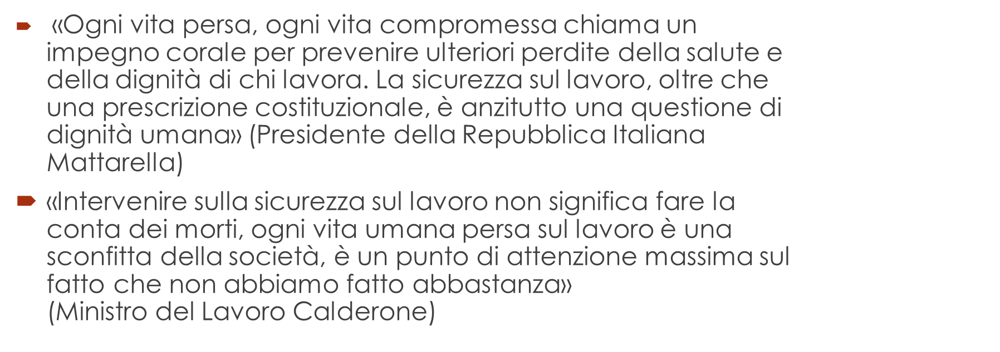 «Ogni vita persa, ogni vita compromessa chiama un
impegno corale per prevenire ulteriori perdite della salute e
della dignità di chi lavora. La sicurezza sul lavoro, oltre che
una prescrizione costituzionale, è anzitutto una questione di
dignità umana» (Presidente della Repubblica Italiana
Mattarella)
«Intervenire sulla sicurezza sul lavoro non significa fare la
conta dei morti, ogni vita umana persa sul lavoro è una
sconfitta della società, è un punto di attenzione massima sul
fatto che non abbiamo fatto abbastanza»
(Ministro del Lavoro Calderone)